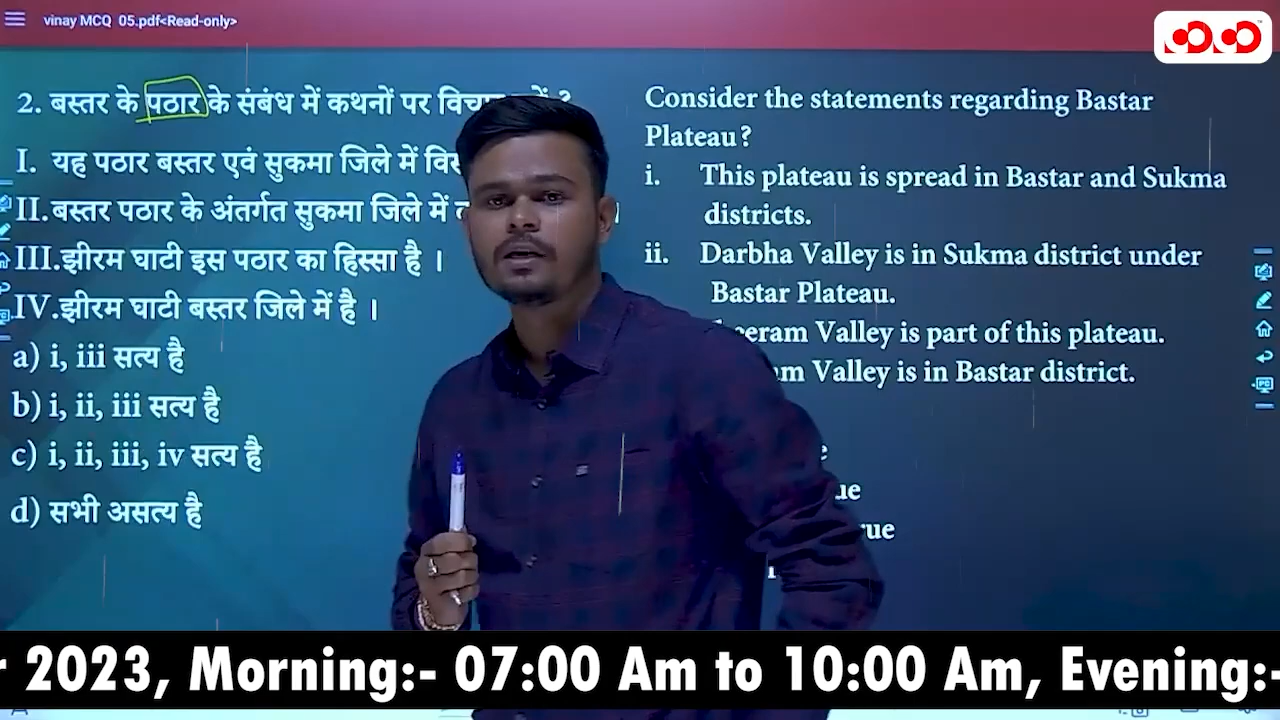 vinay MCQ 05.pdf<Read-only>
2. बस्तर के पठार के संबंध में कथनों पर
I. यह पठार बस्तर एवं सुकमा जिले में
II.बस्तर पठार के अंतर्गत सुकमा जिले में
III.झीरम घाटी इस पठार का हिस्सा है ।
IV.झीरम घाटी बस्तर जिले में है ।
a) i, iii सत्य है
b) i, ii, iii सत्य है
c) i, ii, iii, iv सत्य है
d) सभी असत्य है
Consider the statements regarding Bastar
Plateau?
i. This plateau is spread in Bastar and Sukma
districts.
ii. Darbha Valley is in Sukma district under
Bastar Plateau.
Valley is part of this plateau.
Valley is in Bastar district.
2023, Morning:- 07:00 Am to 10:00 Am, Evening:-